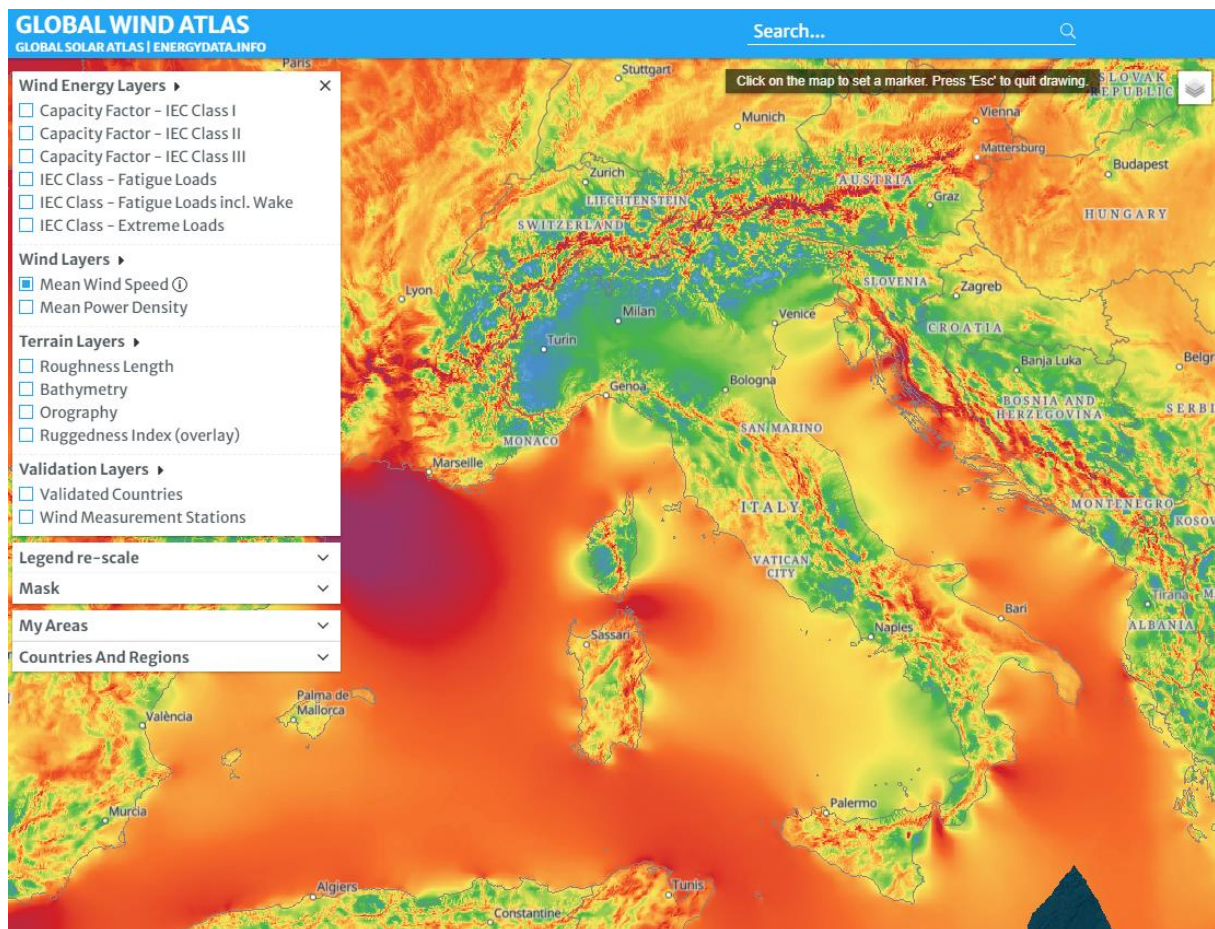 GLOBAL WIND ATLAS
GLOBAL SOLAR ATLAS | ENERGYDATA.INFO
Search...
Click on the map to set a marker. Press 'Esc' to quit drawing.
Wind Energy Layers
Capacity Factor – IEC Class I
Capacity Factor – IEC Class II
Capacity Factor – IEC Class III
IEC Class – Fatigue Loads
IEC Class – Fatigue Loads incl. Wake
IEC Class – Extreme Loads
Wind Layers
Mean Wind Speed
Mean Power Density
Terrain Layers
Roughness Length
Bathymetry
Orography
Ruggedness Index (overlay)
Validation Layers
Validated Countries
Wind Measurement Stations
Legend re-scale
Mask
My Areas
Countries And Regions
Paris
Stuttgart
SLOVAK
REPUBLIC
Munich
Vienna
Mattersburg
Budapest
Zurich
AUSTRIA
LIECHTENSTEIN
Graz
SWITZERLAND
HUNGARY
Lyon
SLOVENIA
Zagreb
Milan
Venice
CROATIA
Turin
Banja Luka
Belgr
Genoa
Bologna
BOSNIA AND
HERZEGOVINA
SERBI
SAN MARINO
MONACO
Marseille
ITALY
MONTENEGRO
KOSOV
VATICAN
CITY
Tirana
M
Bari
ALBANIA
Naples
Sassari
Palma de
Mallorca
València
Palermo
Murcia
Algiers
Tunis
Constantine